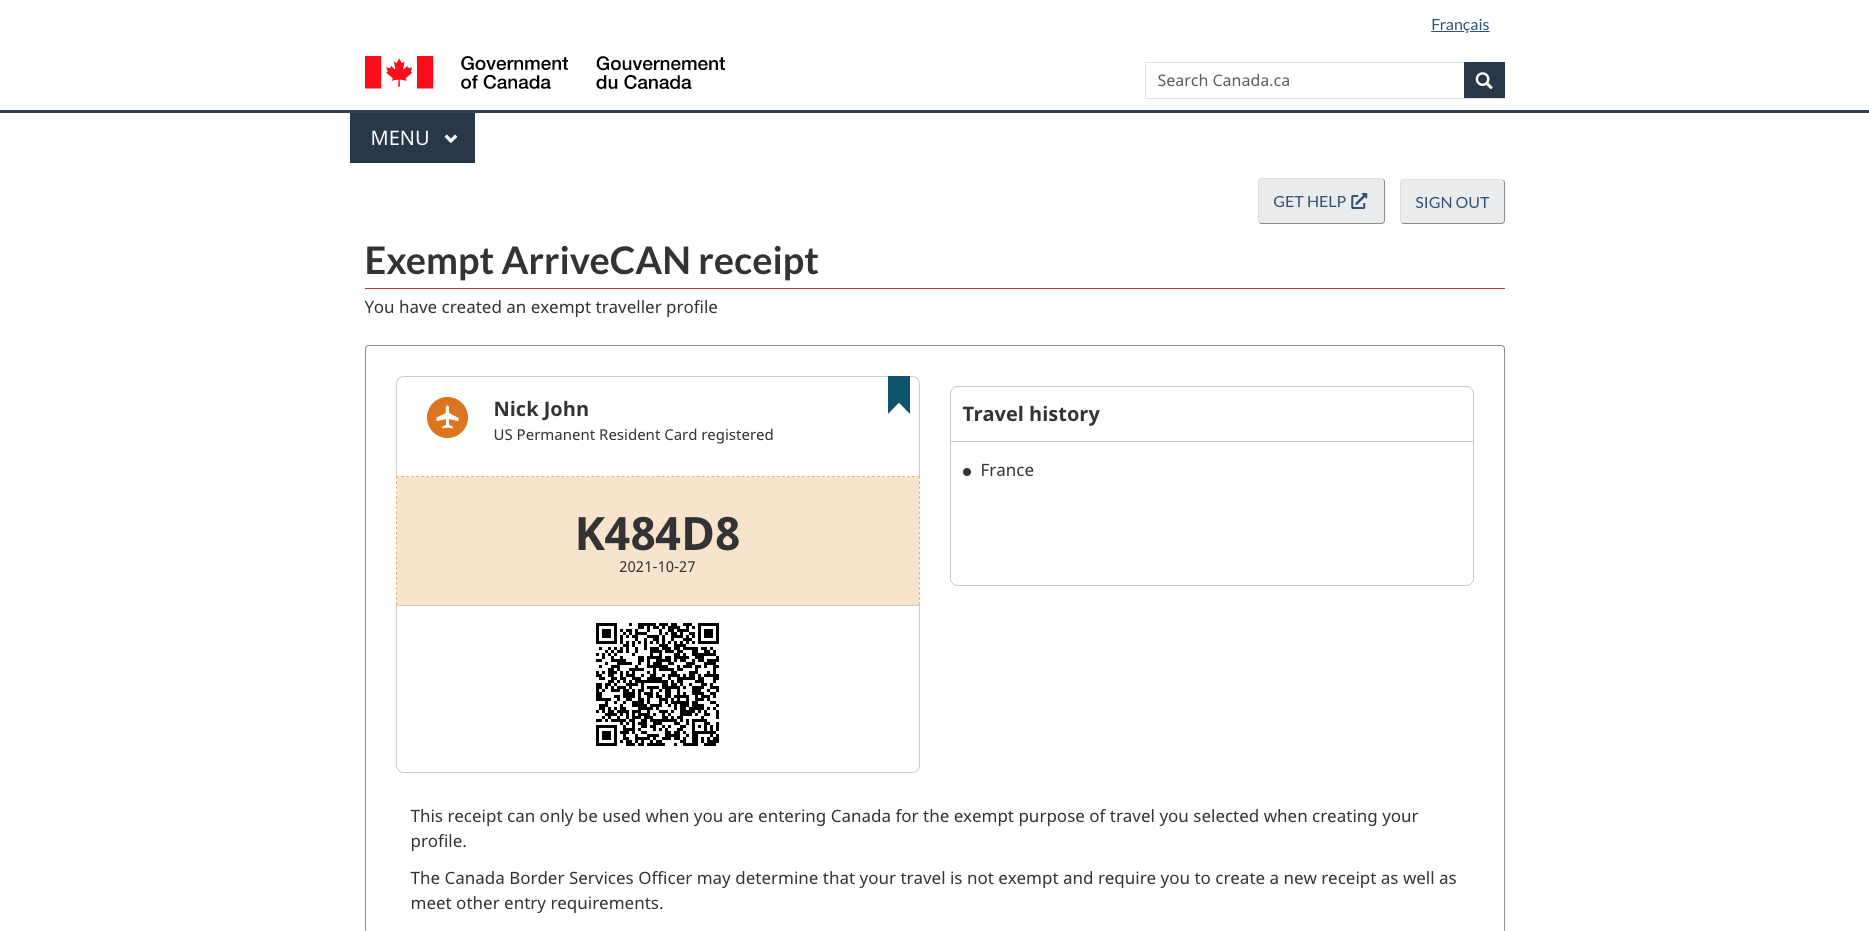 Français
Government
of Canada
Gouvernement
du Canada
Search Canada.ca
MENU
GET HELP
SIGN OUT
Exempt ArriveCAN receipt
You have created an exempt traveller profile
Nick John
US Permanent Resident Card registered
K484D8
2021-10-27
Travel history
France
This receipt can only be used when you are entering Canada for the exempt purpose of travel you selected when creating your
profile.
The Canada Border Services Officer may determine that your travel is not exempt and require you to create a new receipt as well as
meet other entry requirements.